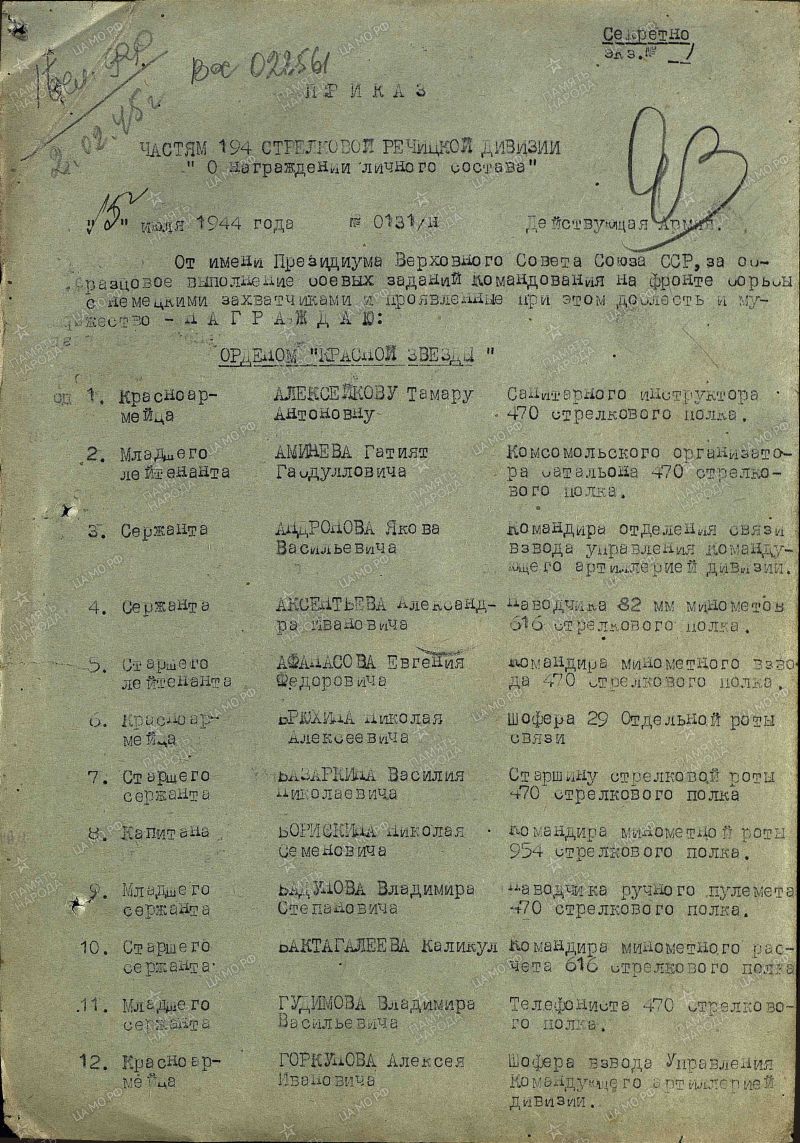 Секретно
экз.№ 1
Вос 022561
2.02.45г
ПРИКАЗ
ЧАСТЯМ 194 СТРЕЛКОВОЙ РЕЧИЦКОЙ ДИВИЗИИ
"О награждении личного состава"
"15" июля 1944 года № 0131/Н Действующая Армия.
От имени Президиума Верховного Совета Союза ССР, за об-
разцовое выполнение боевых заданий Командования на фронте борьбы
с немецкими захватчиками и проявленные при этом доблесть и му-
жество - НАГРАЖДАЮ:
ОРДЕНОМ "КРАСНОЙ ЗВЕЗДЫ"
1. Красноар- АЛЕКСЕЙКОВУ Тамару Санитарного инструктора
мейца Антоновну 470 стрелкового полка.
2. Младшего АМИНЕВА Гатият Комсомольского организато-
лейтенанта Габдулловича ра батальона 470 стрелко-
вого полка.
3. Сержанта АНДРОНОВА Якова Командира отделения связи
Васильевича взвода управления команду-
ющего артиллерией дивизии.
4. Сержанта АКСЕНТЬЕВА Александ- Наводчика 82 мм минометов
ра Ивановича 616 стрелкового полка.
5. Старшего АФАНАСОВА Евгения Командира минометного взво-
лейтенанта Федоровича да 470 стрелкового полка.
6. Красноар- БРЮХИНА Николая Шофера 29 Отдельной роты
мейца Алексеевича связи
7. Старшего БАЗАРКИНА Василия Старшину стрелковой роты
сержанта Николаевича 470 стрелкового полка
8. Капитана БОРИСКИНА Николая Командира минометной роты
Семеновича 954 стрелкового полка.
9. Младшего БАДУНОВА Владимира Наводчика ручного пулемета
сержанта Степановича 470 стрелкового полка.
10. Старшего БАКТАГАЛЕЕВА Каликул Командира минометного рас-
сержанта чета 616 стрелкового полка
11. Младшего ГУДИМОВА Владимира Телефониста 470 стрелково-
сержанта Васильевича го полка.
12. Красноар- ГОРКУНОВА Алексея Шофера взвода Управления
мейца Ивановича Командующего артиллерией
дивизии.